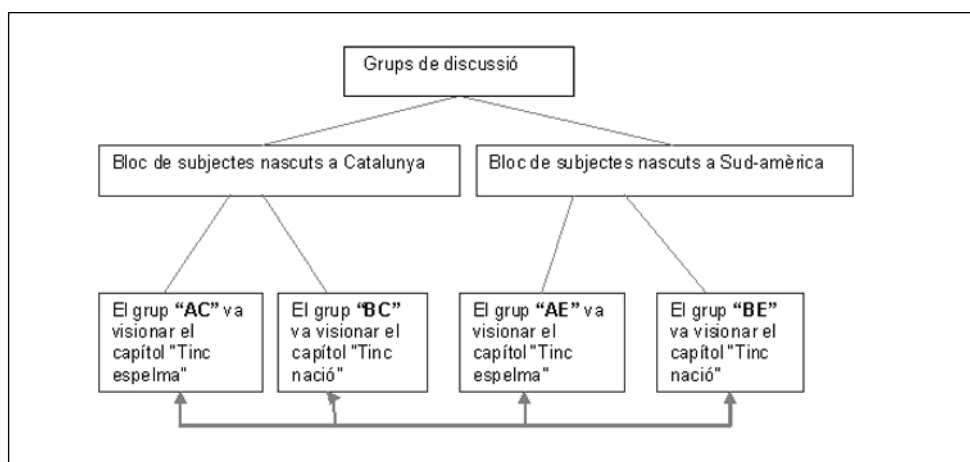 Grups de discussió
Bloc de subjectes nascuts a Catalunya
Bloc de subjectes nascuts a Sud-amèrica
El grup “AC” va
visionar el
capítol "Tinc
espelma"
El grup “BC”
va visionar el
capítol "Tinc
nació"
El grup “AE” va
visionar el
capítol "Tinc
espelma"
El grup “BE”
va visionar el
capítol "Tinc
nació"